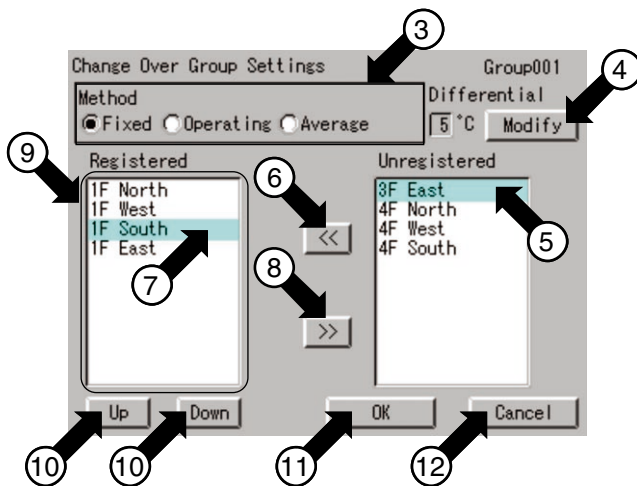 3
Change Over Group Settings Group001
4
Method Differential
Fixed Operating Average 5 °C Modify
9
Registered Unregistered
6
1F North 3F East
1F West 4F North
<< 
1F South 4F West
5
1F East 4F South
7
8
>>
Up Down OK Cancel
10 10 11 12